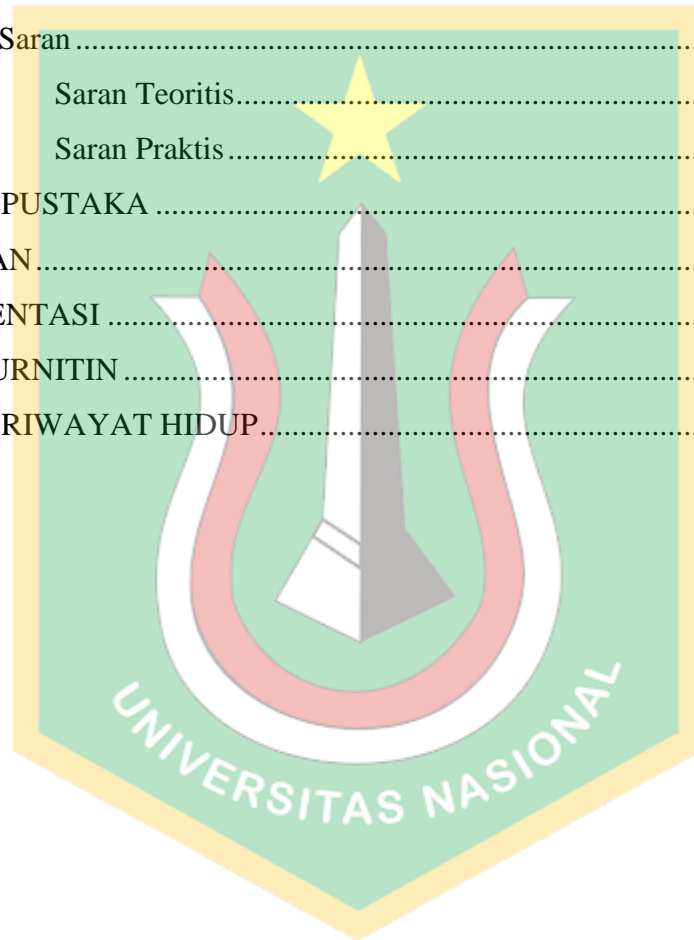 Saran ................................................................................
Saran Teoritis ................................................................
Saran Praktis .................................................................
PUSTAKA ......................................................................
AN ...................................................................................
ENTASI ..........................................................................
URNITIN ........................................................................
RIWAYAT HIDUP .........................................................
UNIVERSITAS NASIONAL